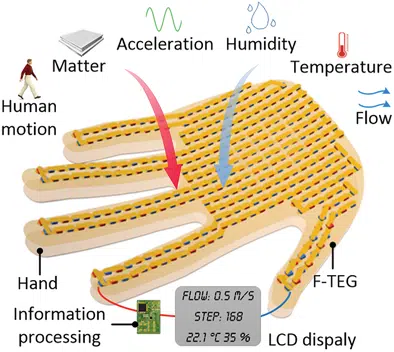 Acceleration
Humidity
Matter
Temperature
Human
motion
Flow
Hand
F-TEG
Information
processing
FLOW: 0.5 M/S
STEP: 168
22.1 °C 35 %
LCD dispaly